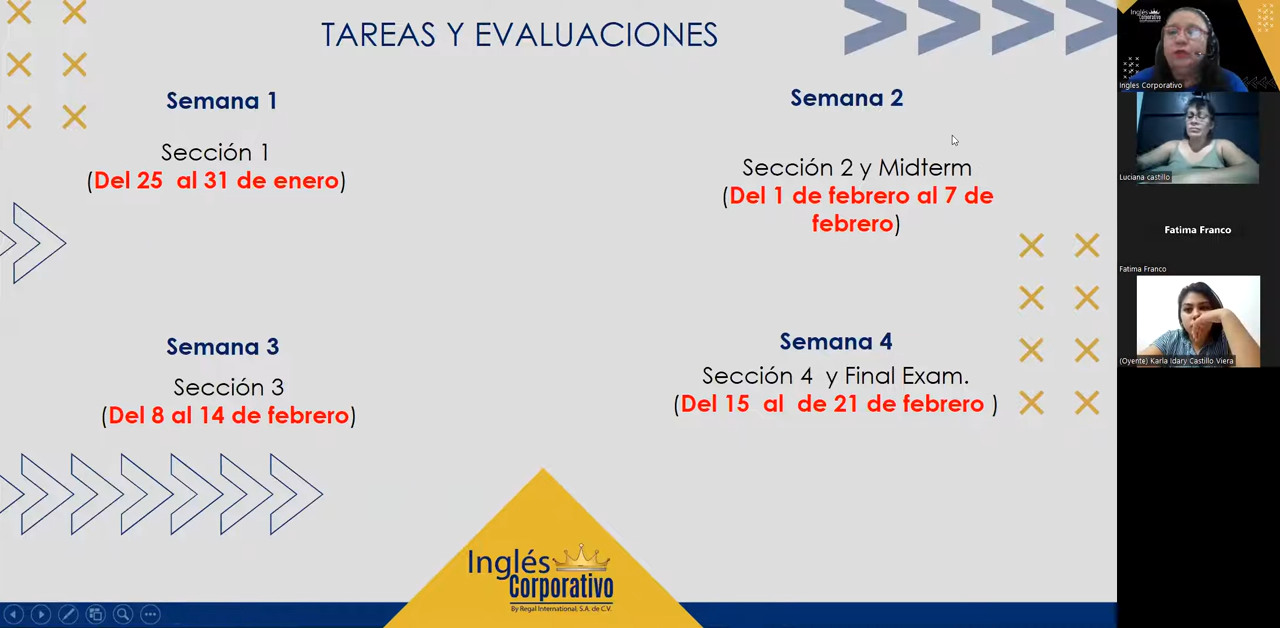 TAREAS Y EVALUACIONES
Semana 1
Sección 1
(Del 25 al 31 de enero)
Semana 2
Sección 2 y Midterm
(Del 1 de febrero al 7 de
febrero)
Semana 3
Sección 3
(Del 8 al 14 de febrero)
Semana 4
Sección 4 y Final Exam.
(Del 15 al de 21 de febrero )
Inglés
Corporativo
By Regal International, S.A. de C.V.
Inglés
Corporativo
Ingles Corporativo
Luciana castillo
Fatima Franco
Fatima Franco
(Oyente) Karla Idary Castillo Viera